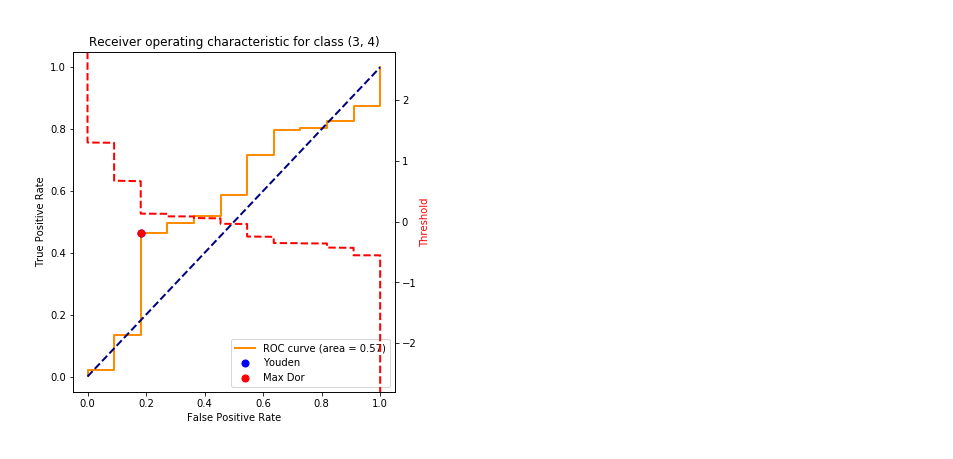 Receiver operating characteristic for class (3, 4)
1.0
0.8
0.6
0.4
0.2
0.0
True Positive Rate
0.0 0.2 0.4 0.6 0.8 1.0
False Positive Rate
2
1
0
−1
−2
Threshold
ROC curve (area = 0.57)
Youden
Max Dor